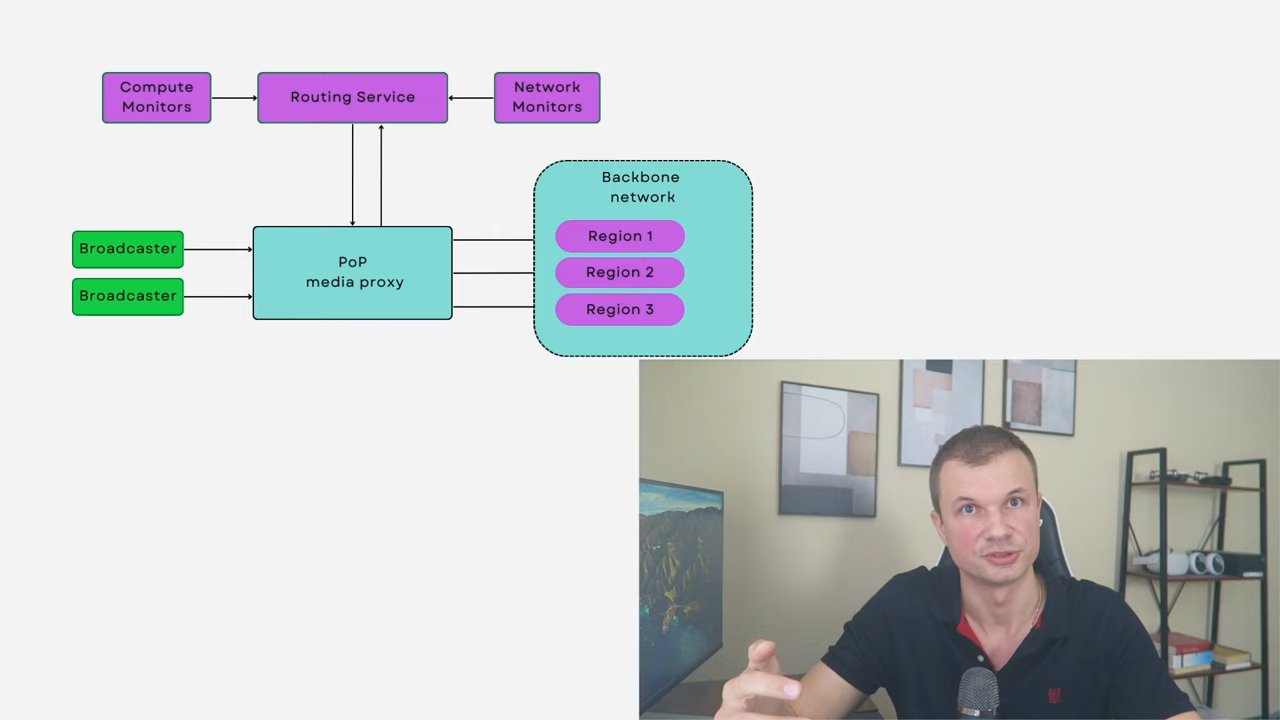 Compute
Monitors
Routing Service
Network
Monitors
Backbone
network
Region 1
Region 2
Region 3
Broadcaster
Broadcaster
PoP
media proxy